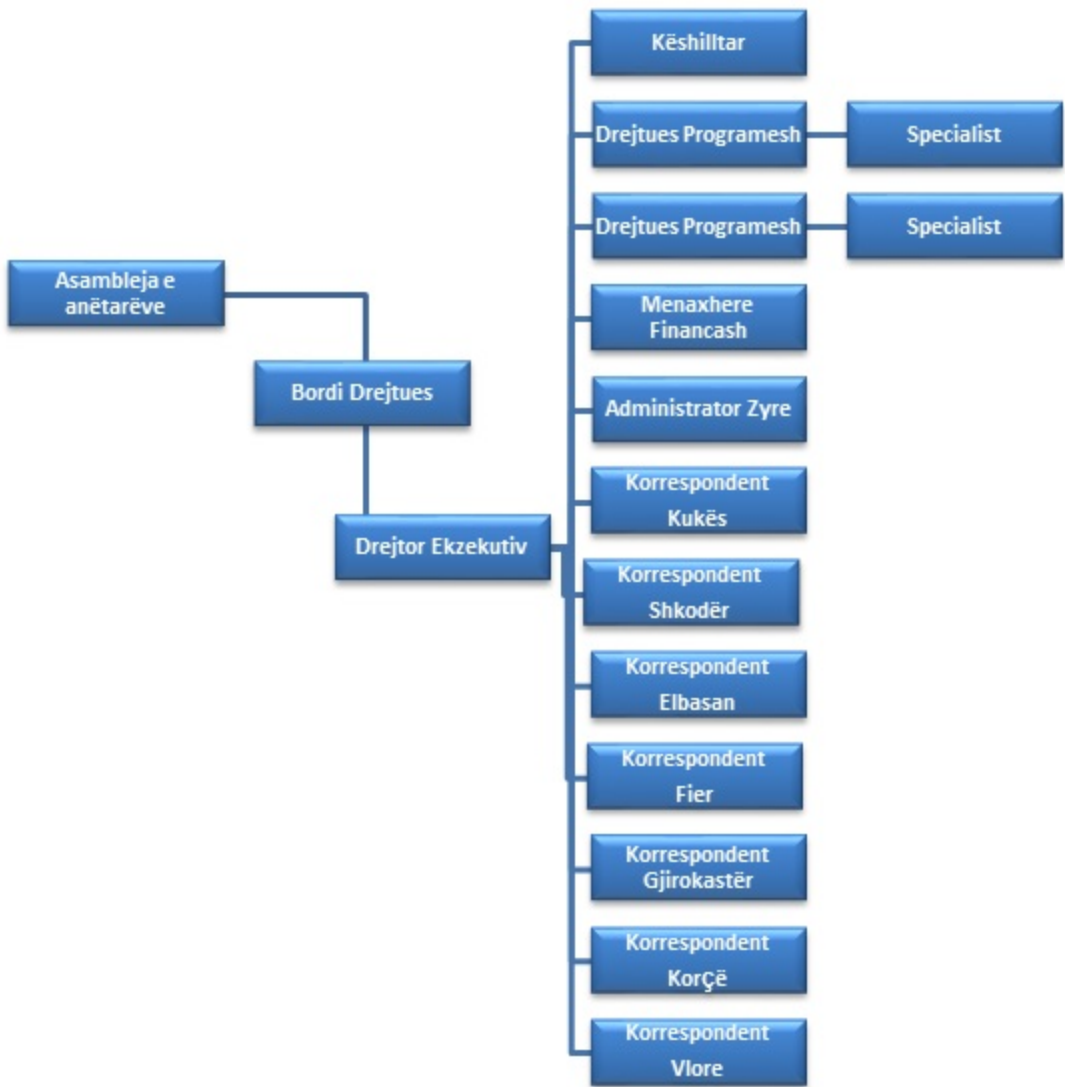 Këshilltar
Drejtues Programesh
Specialist
Drejtues Programesh
Specialist
Asambleja e
anëtarëve
Menaxhere
Financash
Bordi Drejtues
Administrator Zyre
Korrespondent
Kukës
Drejtor Ekzekutiv
Korrespondent
Shkodër
Korrespondent
Elbasan
Korrespondent
Fier
Korrespondent
Gjirokastër
Korrespondent
KorÇë
Korrespondent
Vlore